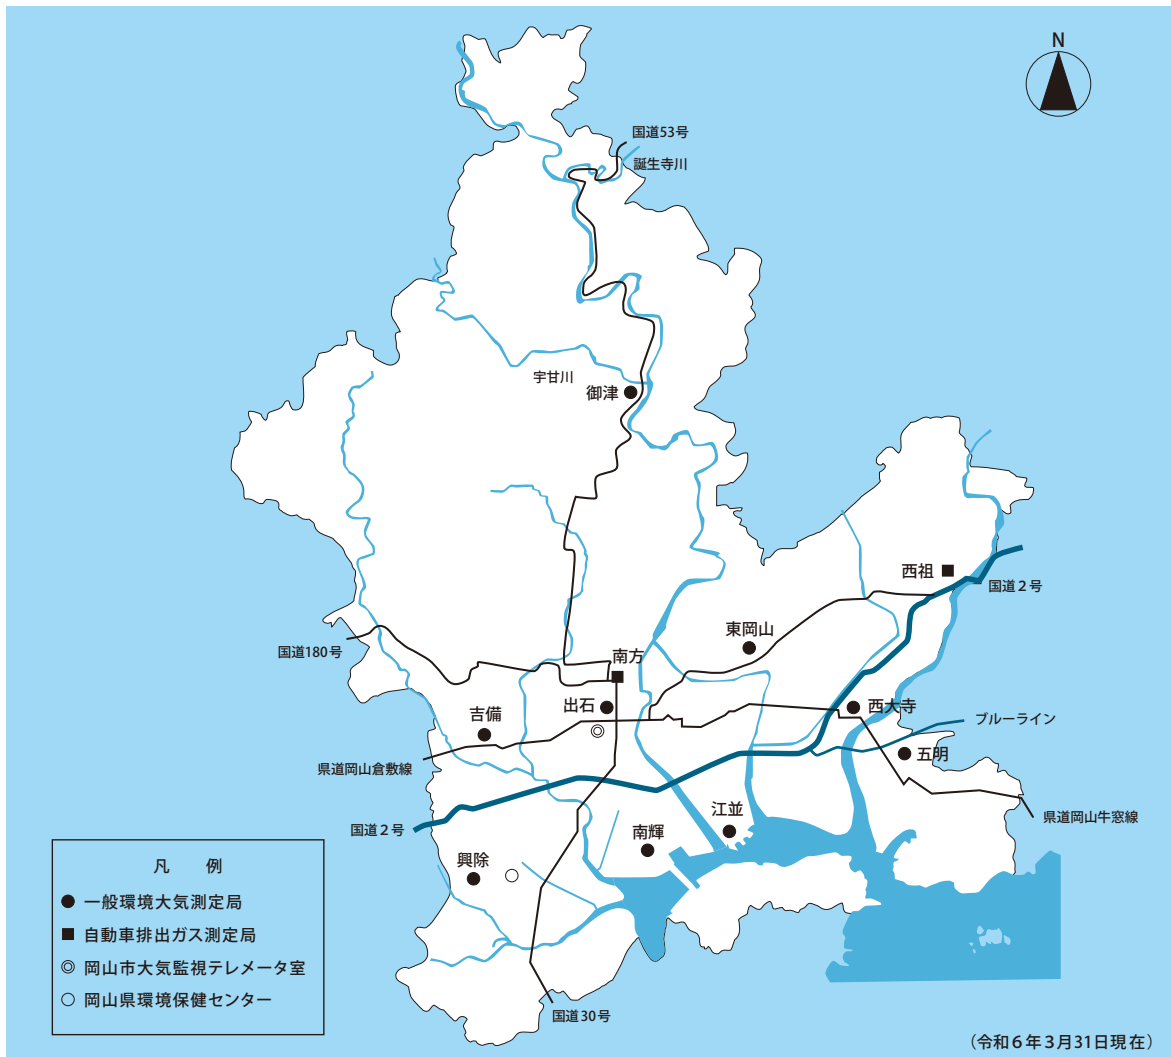 N
国道53号
誕生寺川
宇甘川
御津
西祖
国道2号
東岡山
国道180号
南方
出石
西大寺
吉備
ブルーライン
五明
県道岡山倉敷線
江並
県道岡山牛窓線
国道2号
南輝
興除
凡 例
一般環境大気測定局
自動車排出ガス測定局
岡山市大気監視テレメータ室
岡山県環境保健センター
国道30号
(令和6年3月31日現在)